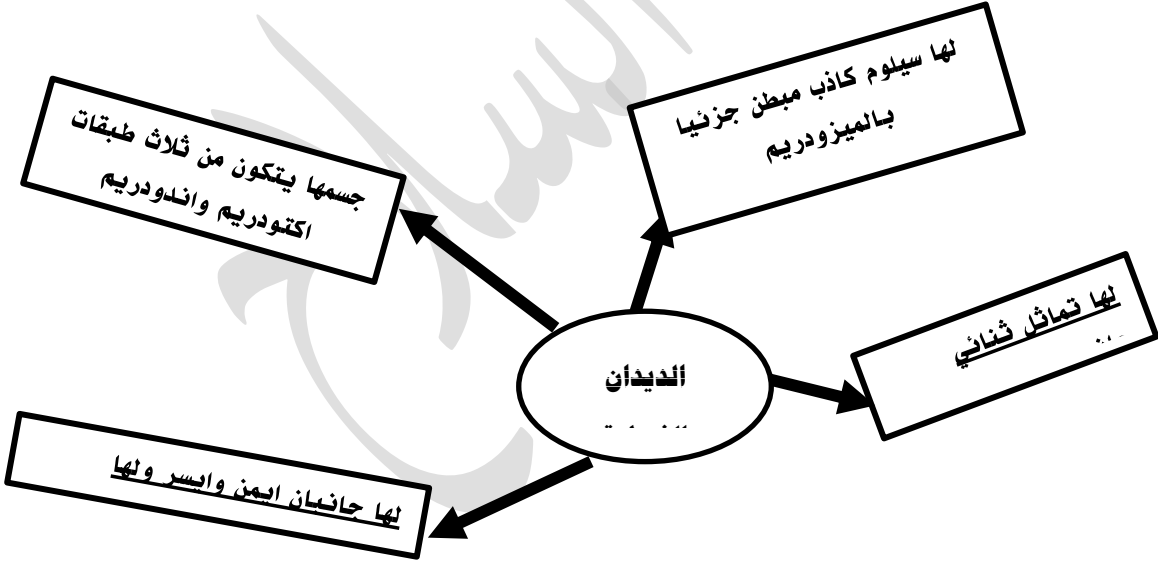 لها سيلوم كاذب مبطن جزئيا
بالميزودريم
جسمها يتكون من ثلاث طبقات
اكتودريم واندودريم
لها تماثل ثنائي
الديدان
لها جانبان ايمن وايسر ولها